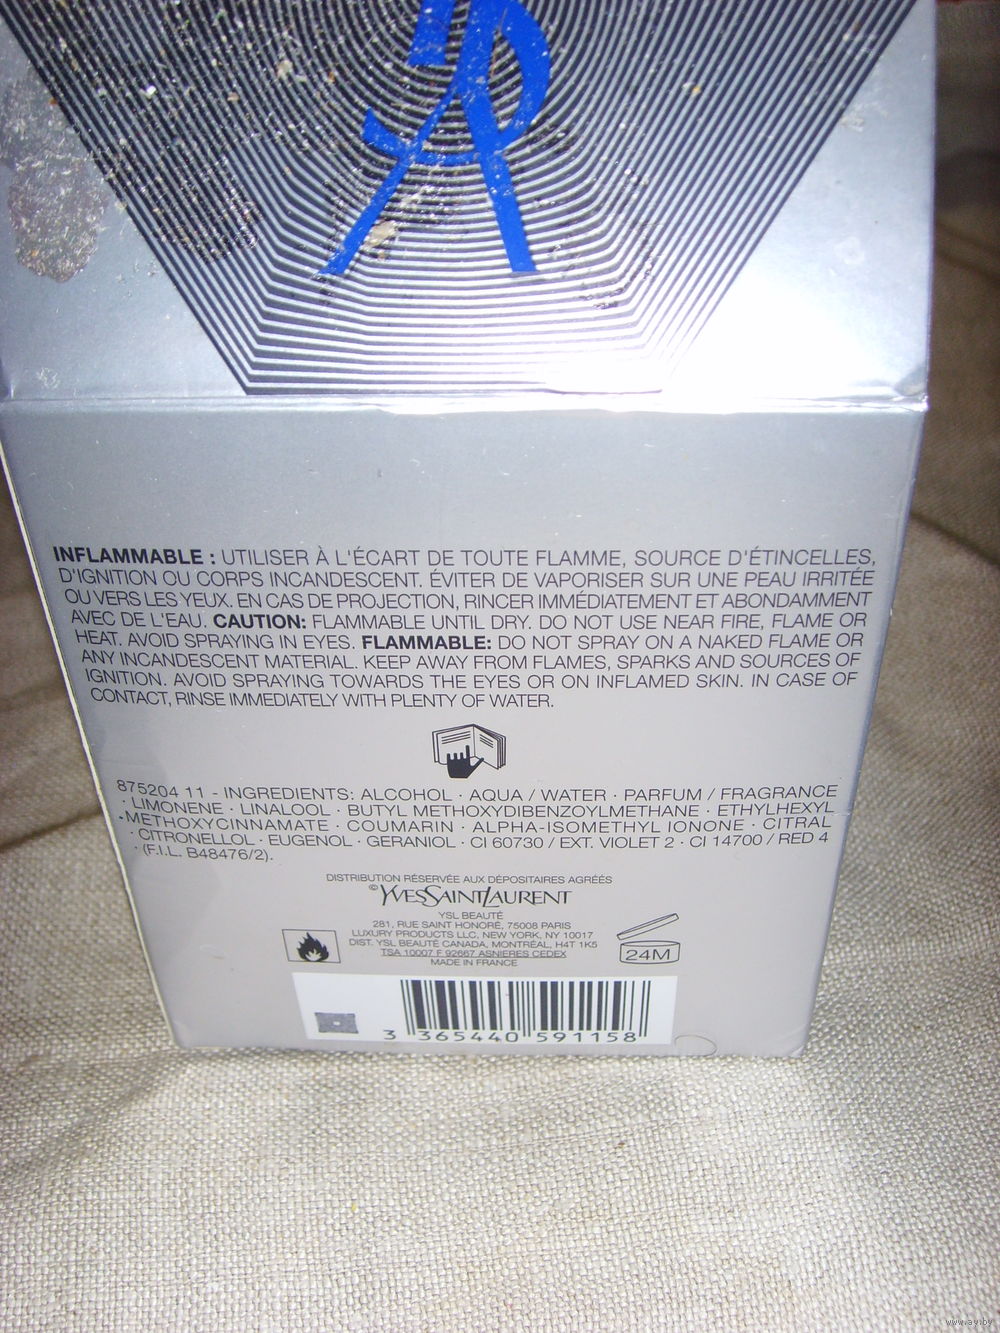 INFLAMMABLE : UTILISER À L'ÉCART DE TOUTE FLAMME, SOURCE D'ÉTINCELLES,
D'IGNITION OU CORPS INCANDESCENT. ÉVITER DE VAPORISER SUR UNE PEAU IRRITÉE
OU VERS LES YEUX. EN CAS DE PROJECTION, RINCER IMMÉDIATEMENT ET ABONDAMMENT
AVEC DE L'EAU. CAUTION: FLAMMABLE UNTIL DRY. DO NOT USE NEAR FIRE, FLAME OR
HEAT. AVOID SPRAYING IN EYES. FLAMMABLE: DO NOT SPRAY ON A NAKED FLAME OR
ANY INCANDESCENT MATERIAL. KEEP AWAY FROM FLAMES, SPARKS AND SOURCES OF
IGNITION. AVOID SPRAYING TOWARDS THE EYES OR ON INFLAMED SKIN. IN CASE OF
CONTACT, RINSE IMMEDIATELY WITH PLENTY OF WATER.
875204 11 - INGREDIENTS: ALCOHOL · AQUA / WATER · PARFUM / FRAGRANCE
· LIMONENE · LINALOOL · BUTYL METHOXYDIBENZOYLMETHANE · ETHYLHEXYL
METHOXYCINNAMATE · COUMARIN · ALPHA-ISOMETHYL IONONE · CITRAL
· CITRONELLOL · EUGENOL · GERANIOL · CI 60730 / EXT. VIOLET 2 · CI 14700 / RED 4
· (F.I.L. B48476/2).
DISTRIBUTION RÉSERVÉE AUX DÉPOSITAIRES AGRÉÉS
© YVESSAINTLAURENT
YSL BEAUTÉ
281, RUE SAINT HONORÉ, 75008 PARIS
LUXURY PRODUCTS LLC, NEW YORK, NY 10017
DIST. YSL BEAUTÉ CANADA, MONTRÉAL, H4T 1K5
TSA 10007 F 92667 ASNIERES CEDEX
MADE IN FRANCE
24M
3 365440 591158
www.ay.by